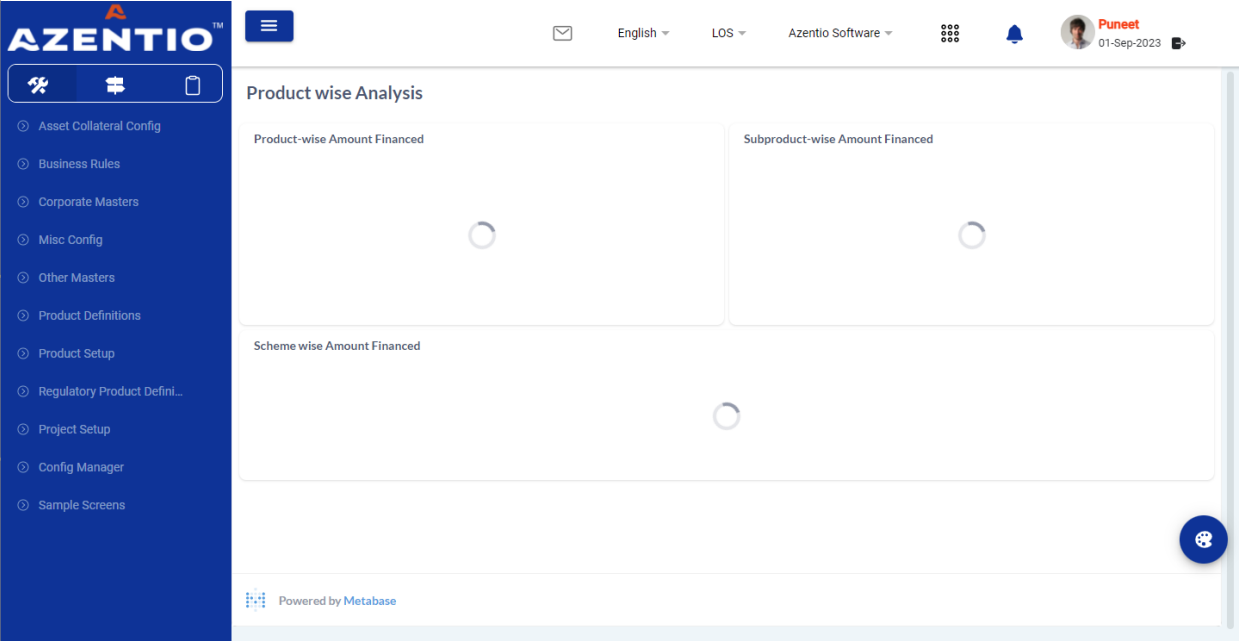 AZENTIO™
English
LOS
Azentio Software
Puneet
01-Sep-2023
Asset Collateral Config
Business Rules
Corporate Masters
Misc Config
Other Masters
Product Definitions
Product Setup
Regulatory Product Defini...
Project Setup
Config Manager
Sample Screens
Product wise Analysis
Product-wise Amount Financed
Subproduct-wise Amount Financed
Scheme wise Amount Financed
Powered by Metabase